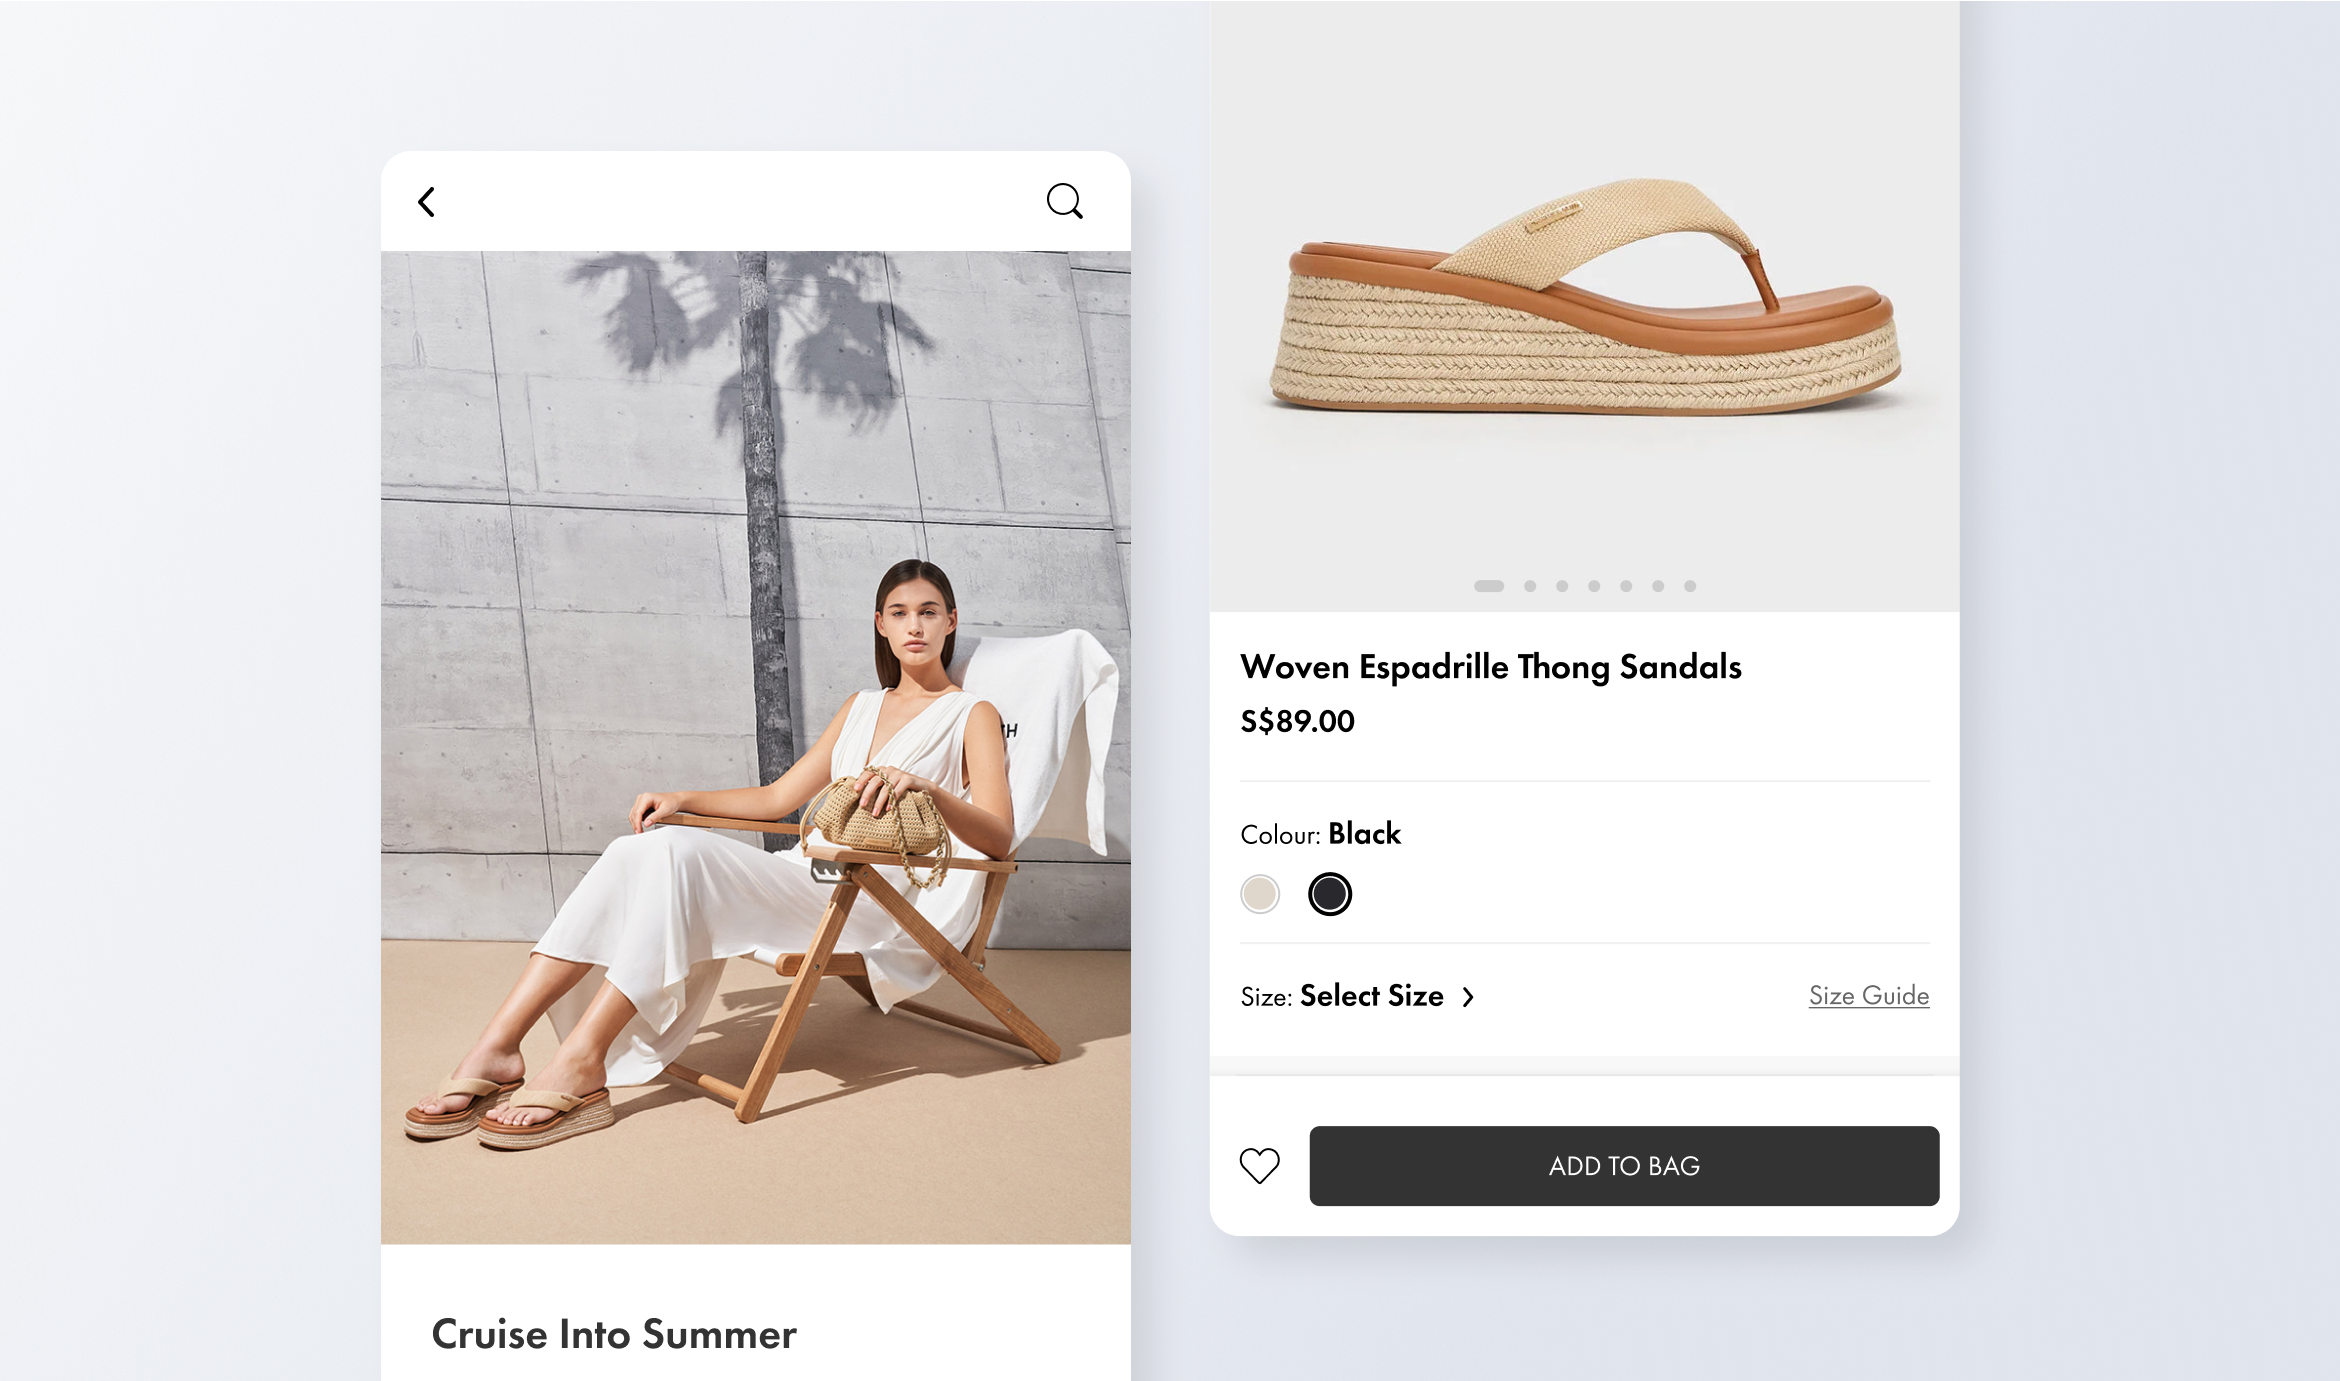 Cruise Into Summer
Woven Espadrille Thong Sandals
S$89.00
Colour: Black
Size: Select Size
Size Guide
ADD TO BAG